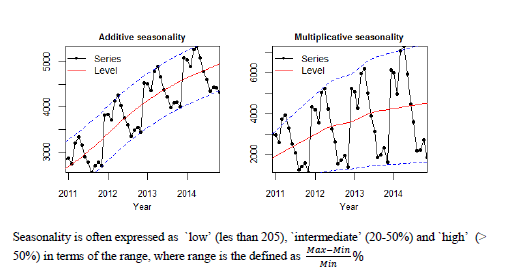 Additive seasonality
Multiplicative seasonality
Series
Level
Series
Level
5000
4000
3000
6000
4000
2000
2011 2012 2013 2014
2011 2012 2013 2014
Year
Year
Seasonality is often expressed as `low' (les than 205), `intermediate' (20-50%) and `high' (>
50%) in terms of the range, where range is the defined as Max−Min/Min %